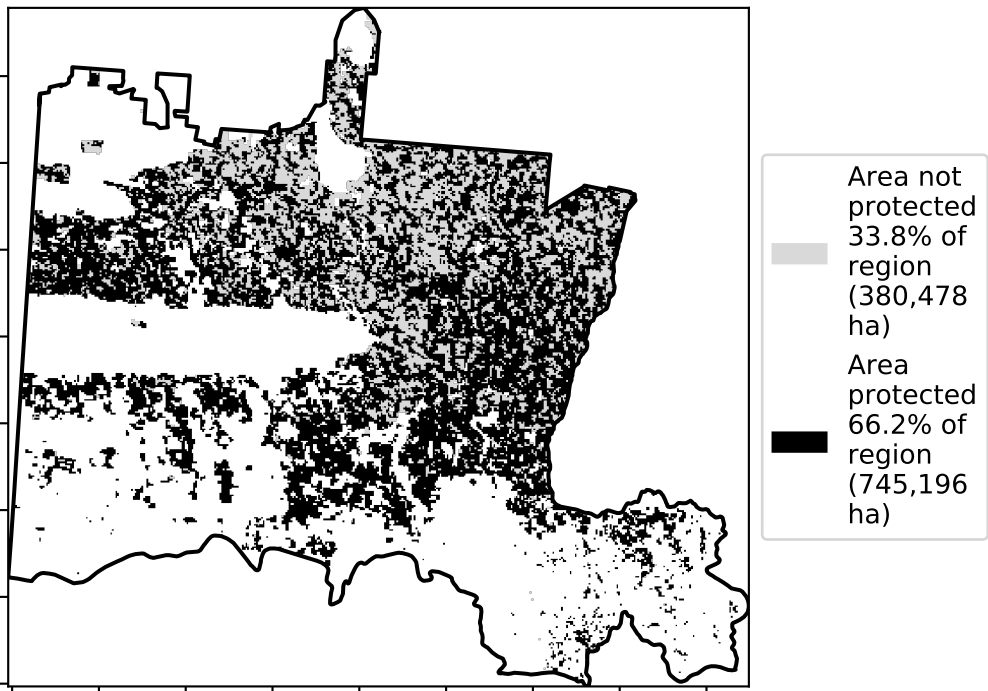 Area not
protected
33.8% of
region
(380,478
ha)
Area
protected
66.2% of
region
(745,196
ha)